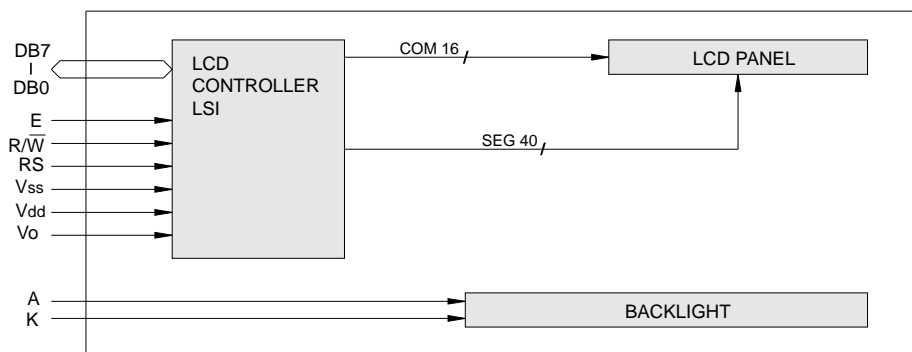 DB7
DB0
E
R/W̅
RS
Vss
Vdd
Vo
A
K
LCD
CONTROLLER
LSI
COM 16
SEG 40
LCD PANEL
BACKLIGHT